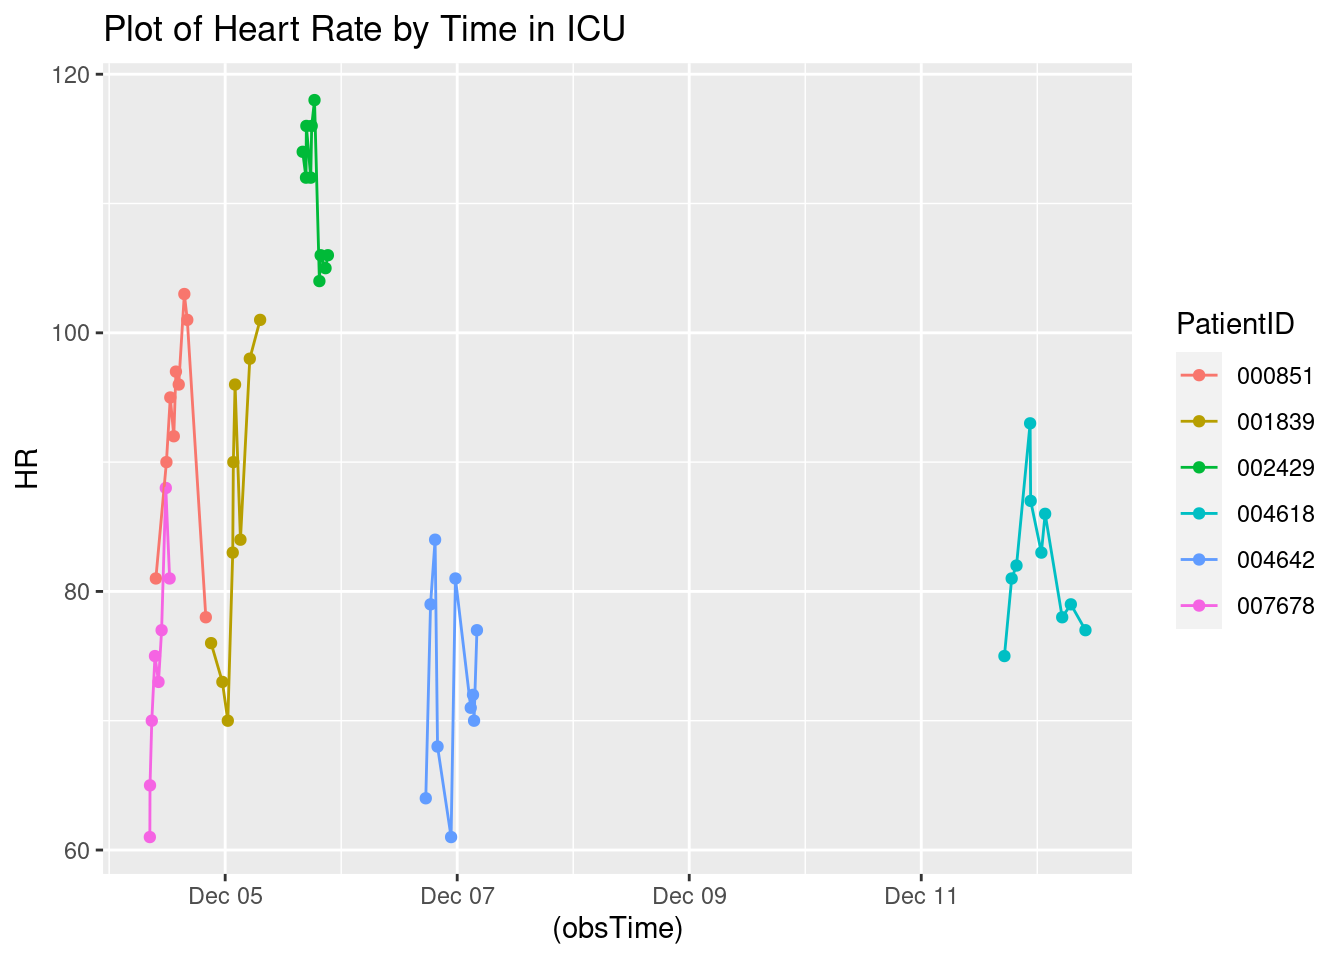 Plot of Heart Rate by Time in ICU
120
100
80
60
HR
Dec 05
Dec 07
Dec 09
Dec 11
(obsTime)
PatientID
000851
001839
002429
004618
004642
007678